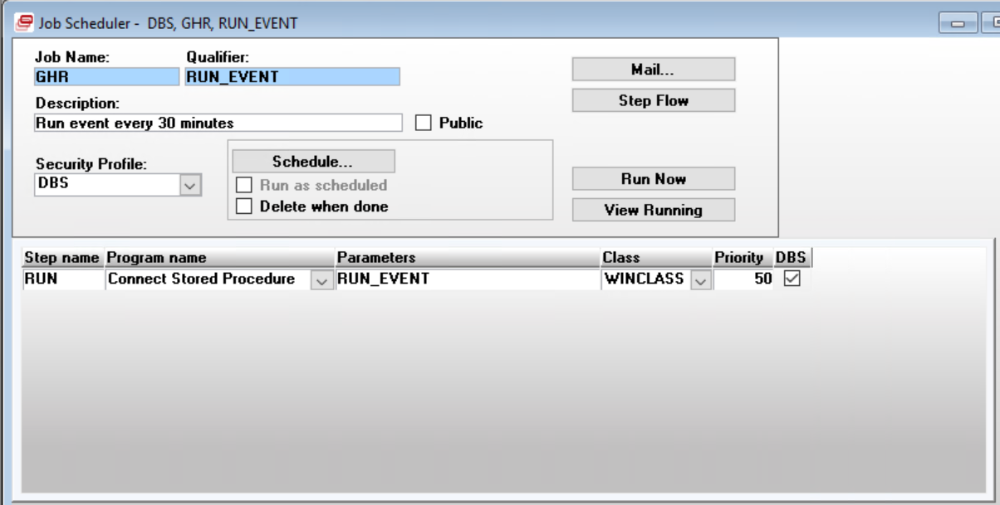 Job Scheduler - DBS, GHR, RUN_EVENT
Job Name: Qualifier:
GHR RUN_EVENT
Mail...
Description:
Step Flow
Run event every 30 minutes Public
Security Profile:
DBS
Schedule...
Run as scheduled
Delete when done
Run Now
View Running
Step name Program name Parameters Class Priority DBS
RUN Connect Stored Procedure RUN_EVENT WINCLASS 50